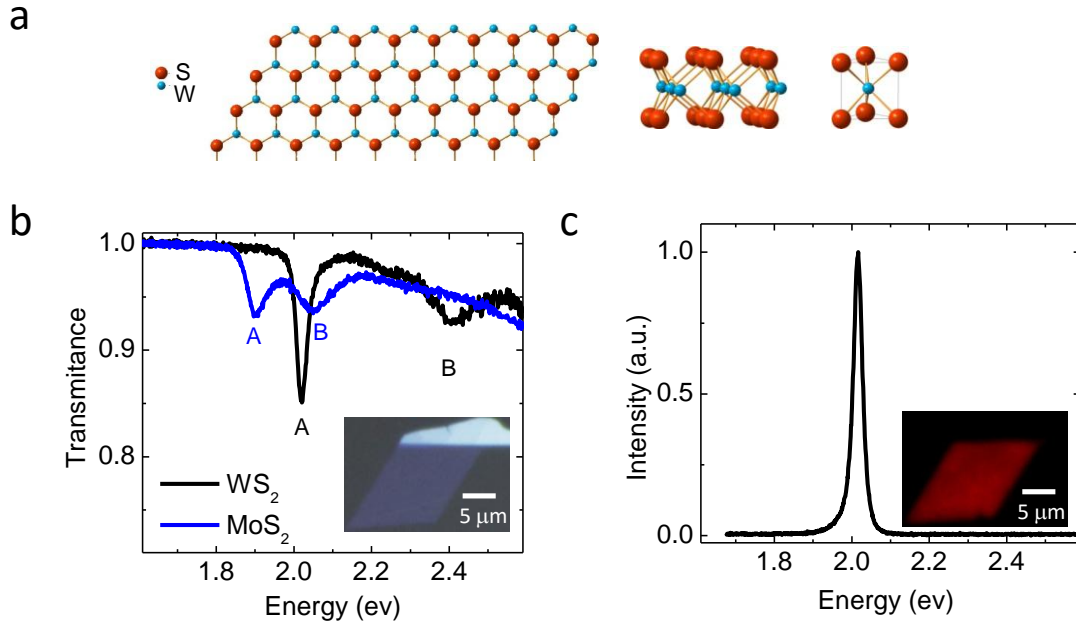 a
S
W
b
1.0
0.9
0.8
Transmitance
A
B
B
A
WS2
MoS2
5 μm
1.8
2.0
2.2
2.4
Energy (ev)
c
1.0
0.5
0.0
Intensity (a.u.)
5 μm
1.8
2.0
2.2
2.4
Energy (ev)